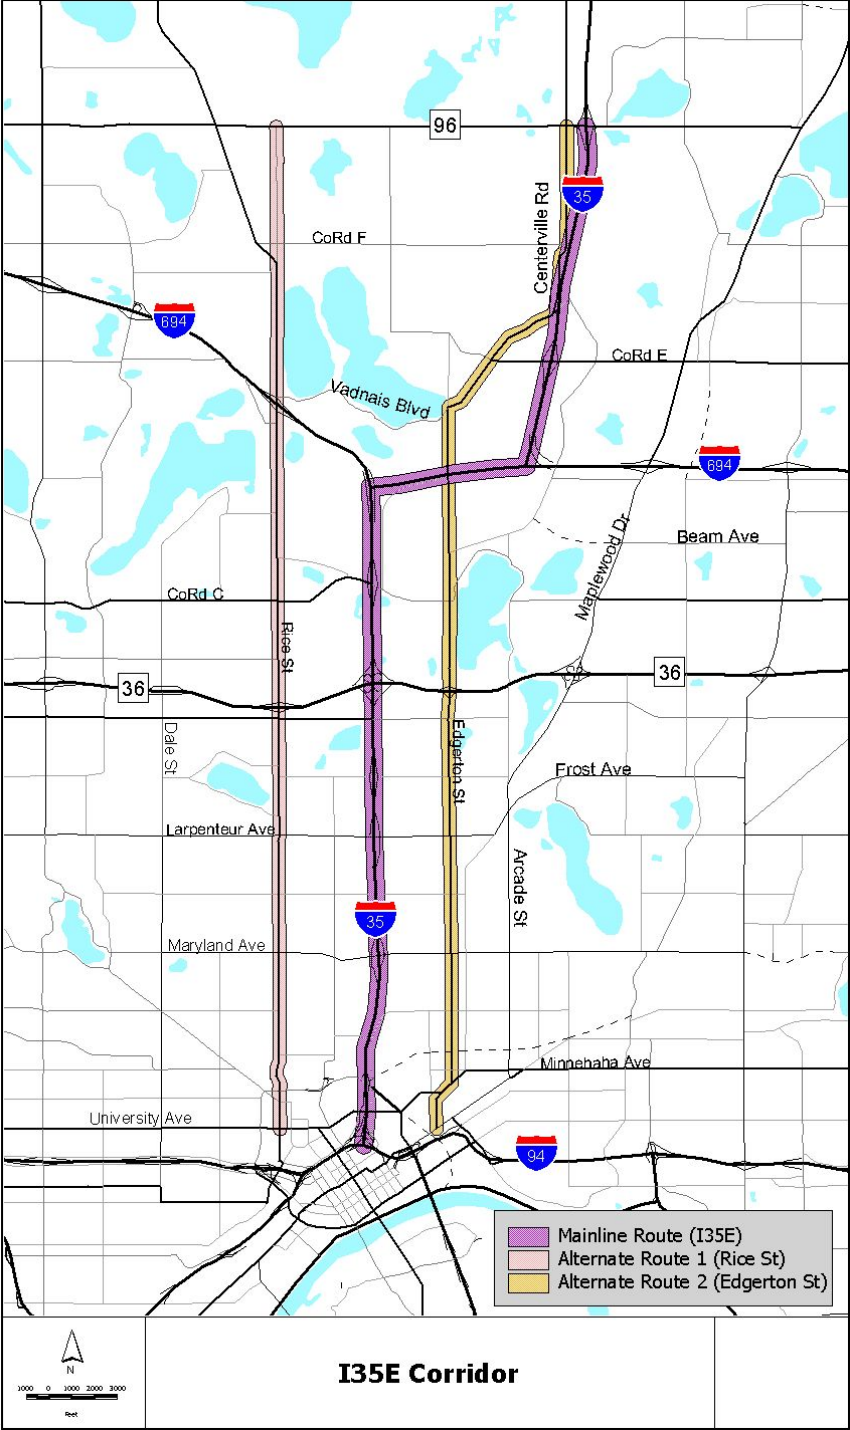 96
Centerville Rd
35
CoRd F
694
CoRd E
Vadnais Blvd
694
Maplewood Dr
Beam Ave
CoRd C
Rice St
36
36
Dale St
Edgerton St
Frost Ave
Larpenteur Ave
Arcade St
35
Maryland Ave
Minnehaha Ave
University Ave
94
Mainline Route (I35E)
Alternate Route 1 (Rice St)
Alternate Route 2 (Edgerton St)
N
1000 0 1000 2000 3000
Feet
I35E Corridor